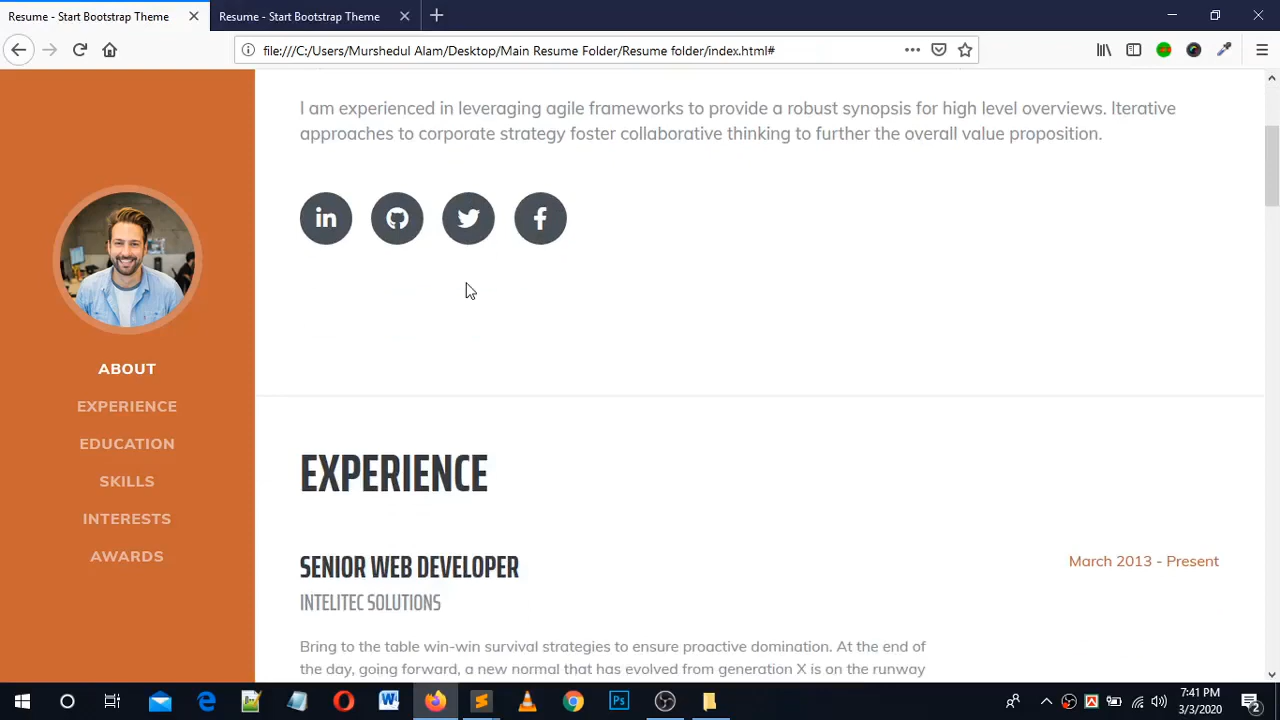 Resume - Start Bootstrap Theme
Resume - Start Bootstrap Theme
file:///C:/Users/Murshedul Alam/Desktop/Main Resume Folder/Resume folder/index.html#
I am experienced in leveraging agile frameworks to provide a robust synopsis for high level overviews. Iterative
approaches to corporate strategy foster collaborative thinking to further the overall value proposition.
in
ABOUT
EXPERIENCE
EDUCATION
SKILLS
INTERESTS
AWARDS
EXPERIENCE
SENIOR WEB DEVELOPER
March 2013 - Present
INTELITEC SOLUTIONS
Bring to the table win-win survival strategies to ensure proactive domination. At the end of
the day, going forward, a new normal that has evolved from generation X is on the runway
7:41 PM
3/3/2020
2